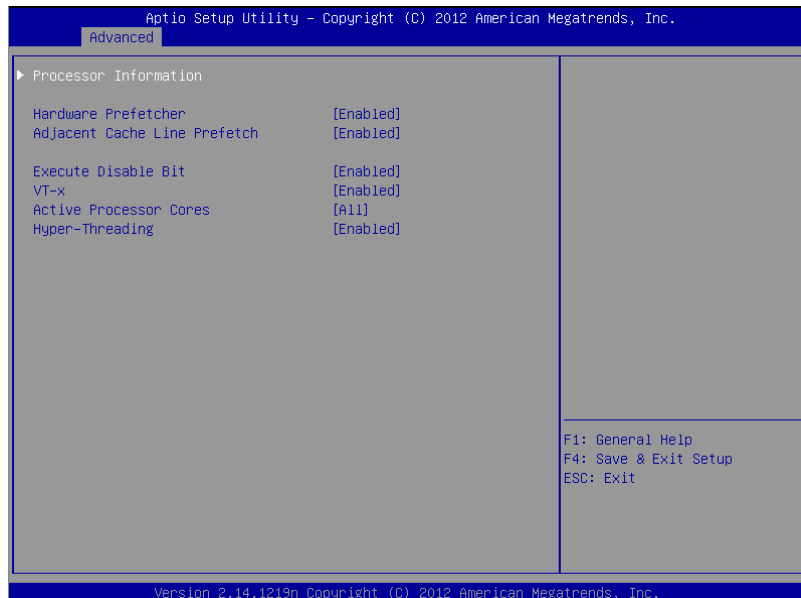 Aptio Setup Utility – Copyright (C) 2012 American Megatrends, Inc.
Advanced
Processor Information
Hardware Prefetcher [Enabled]
Adjacent Cache Line Prefetch [Enabled]
Execute Disable Bit [Enabled]
VT-x [Enabled]
Active Processor Cores [All]
Hyper-Threading [Enabled]
F1: General Help
F4: Save & Exit Setup
ESC: Exit
Version 2.14.1219n Copyright (C) 2012 American Megatrends, Inc.